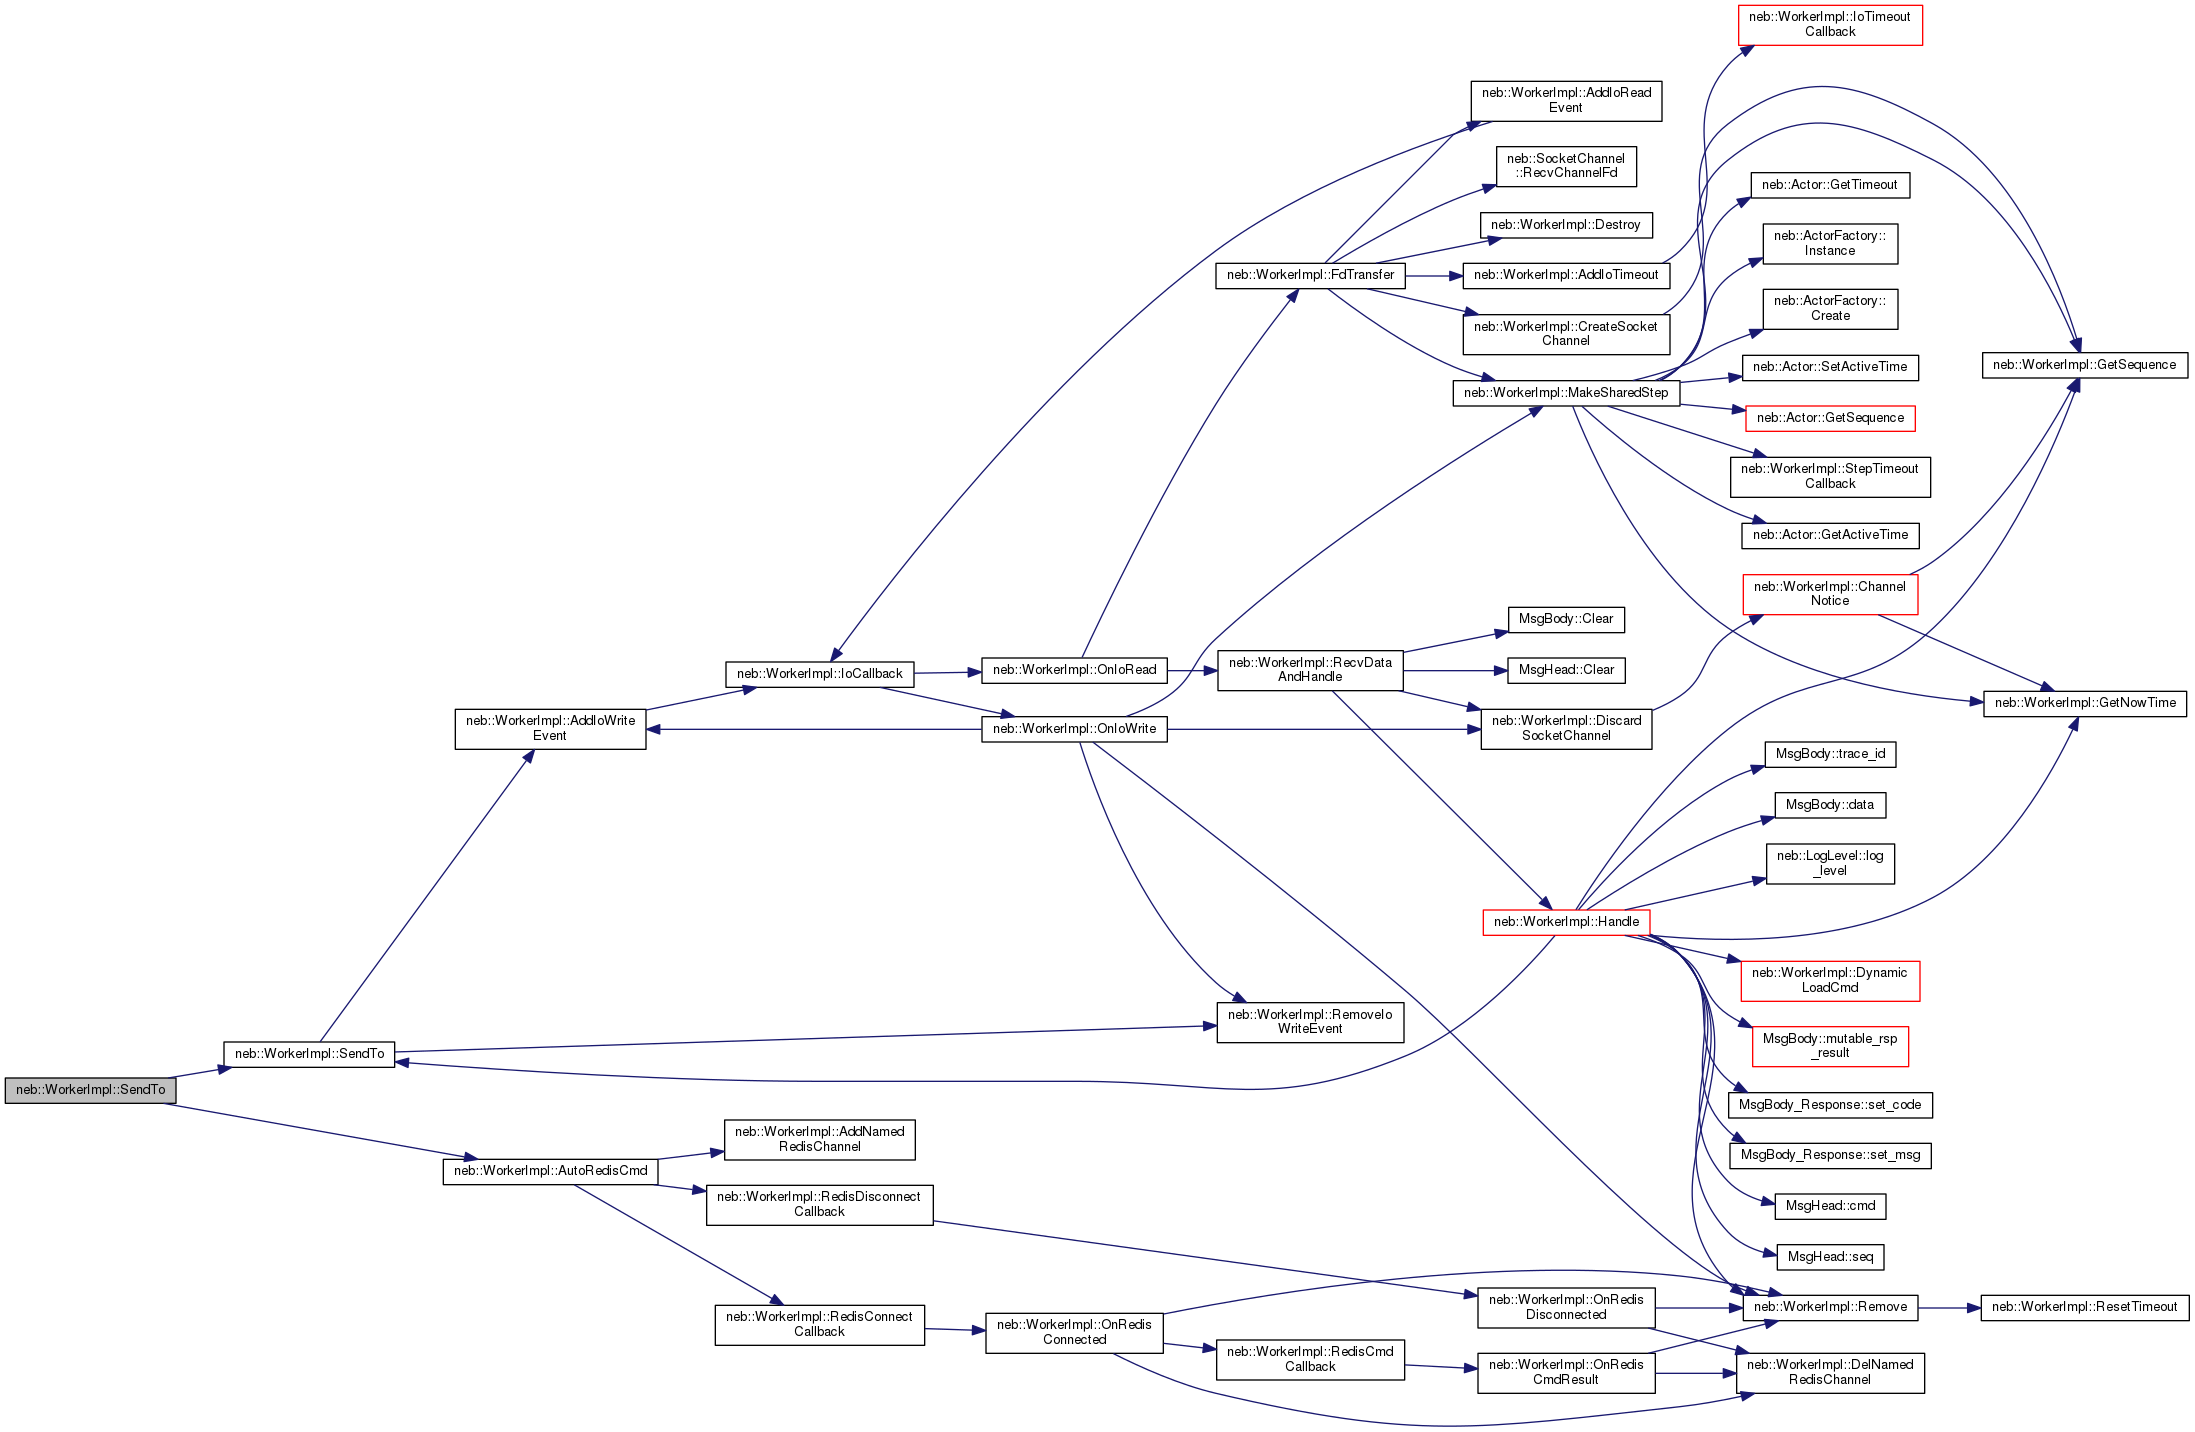 neb::WorkerImpl::SendTo
neb::WorkerImpl::SendTo
neb::WorkerImpl::AddIoWrite
Event
neb::WorkerImpl::AutoRedisCmd
neb::WorkerImpl::IoCallback
neb::WorkerImpl::AddNamed
RedisChannel
neb::WorkerImpl::RedisDisconnect
Callback
neb::WorkerImpl::RedisConnect
Callback
neb::WorkerImpl::OnIoRead
neb::WorkerImpl::OnIoWrite
neb::WorkerImpl::OnRedis
Connected
neb::WorkerImpl::FdTransfer
neb::WorkerImpl::RecvData
AndHandle
neb::WorkerImpl::RemoveIo
WriteEvent
neb::WorkerImpl::RedisCmd
Callback
neb::WorkerImpl::AddIoRead
Event
neb::SocketChannel
::RecvChannelFd
neb::WorkerImpl::Destroy
neb::WorkerImpl::AddIoTimeout
neb::WorkerImpl::CreateSocket
Channel
neb::WorkerImpl::MakeSharedStep
MsgBody::Clear
MsgHead::Clear
neb::WorkerImpl::Discard
SocketChannel
neb::WorkerImpl::Handle
neb::WorkerImpl::OnRedis
Disconnected
neb::WorkerImpl::OnRedis
CmdResult
neb::WorkerImpl::IoTimeout
Callback
neb::Actor::GetTimeout
neb::ActorFactory::
Instance
neb::ActorFactory::
Create
neb::Actor::SetActiveTime
neb::Actor::GetSequence
neb::WorkerImpl::StepTimeout
Callback
neb::Actor::GetActiveTime
neb::WorkerImpl::Channel
Notice
MsgBody::trace_id
MsgBody::data
neb::LogLevel::log
_level
neb::WorkerImpl::Dynamic
LoadCmd
MsgBody::mutable_rsp
_result
MsgBody_Response::set_code
MsgBody_Response::set_msg
MsgHead::cmd
MsgHead::seq
neb::WorkerImpl::Remove
neb::WorkerImpl::DelNamed
RedisChannel
neb::WorkerImpl::GetSequence
neb::WorkerImpl::GetNowTime
neb::WorkerImpl::ResetTimeout